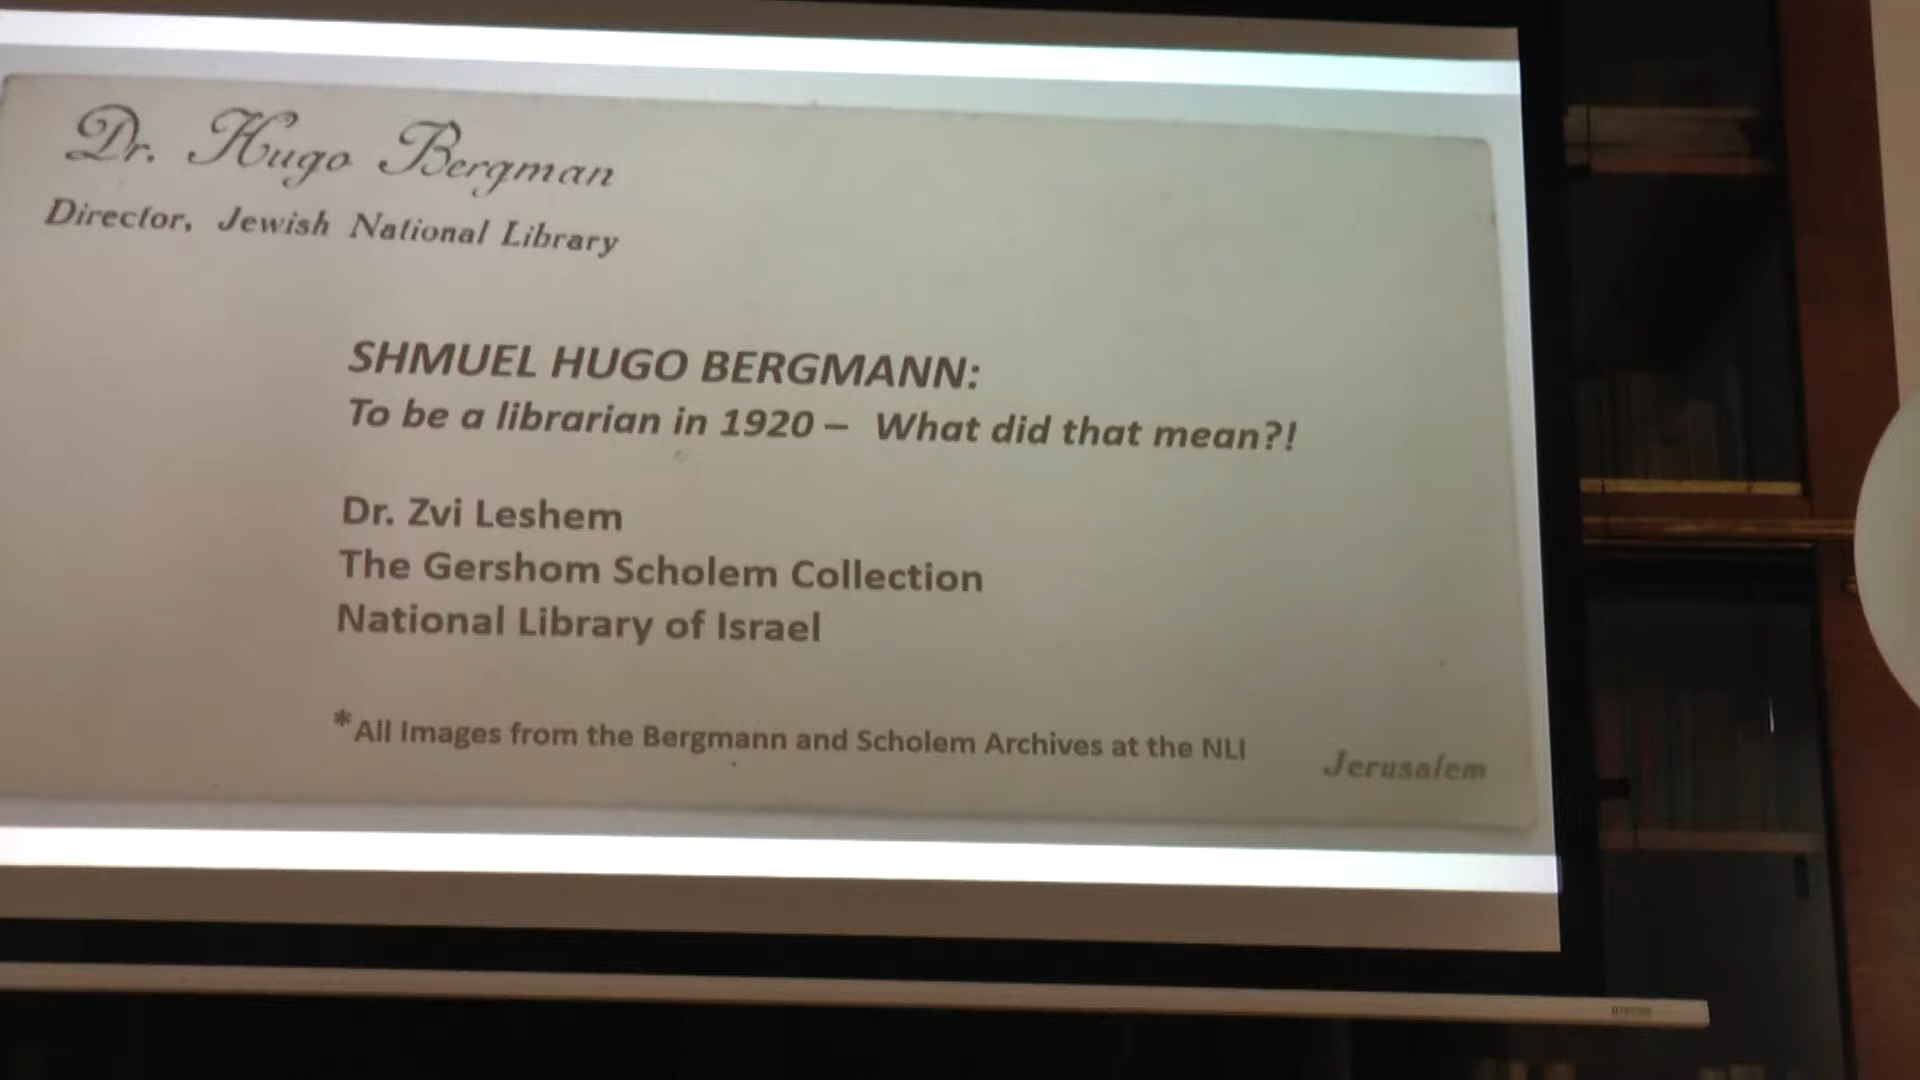 Dr. Hugo Bergman
Director, Jewish National Library
SHMUEL HUGO BERGMANN:
To be a librarian in 1920 – What did that mean?!
Dr. Zvi Leshem
The Gershom Scholem Collection
National Library of Israel
*All Images from the Bergmann and Scholem Archives at the NLI
Jerusalem